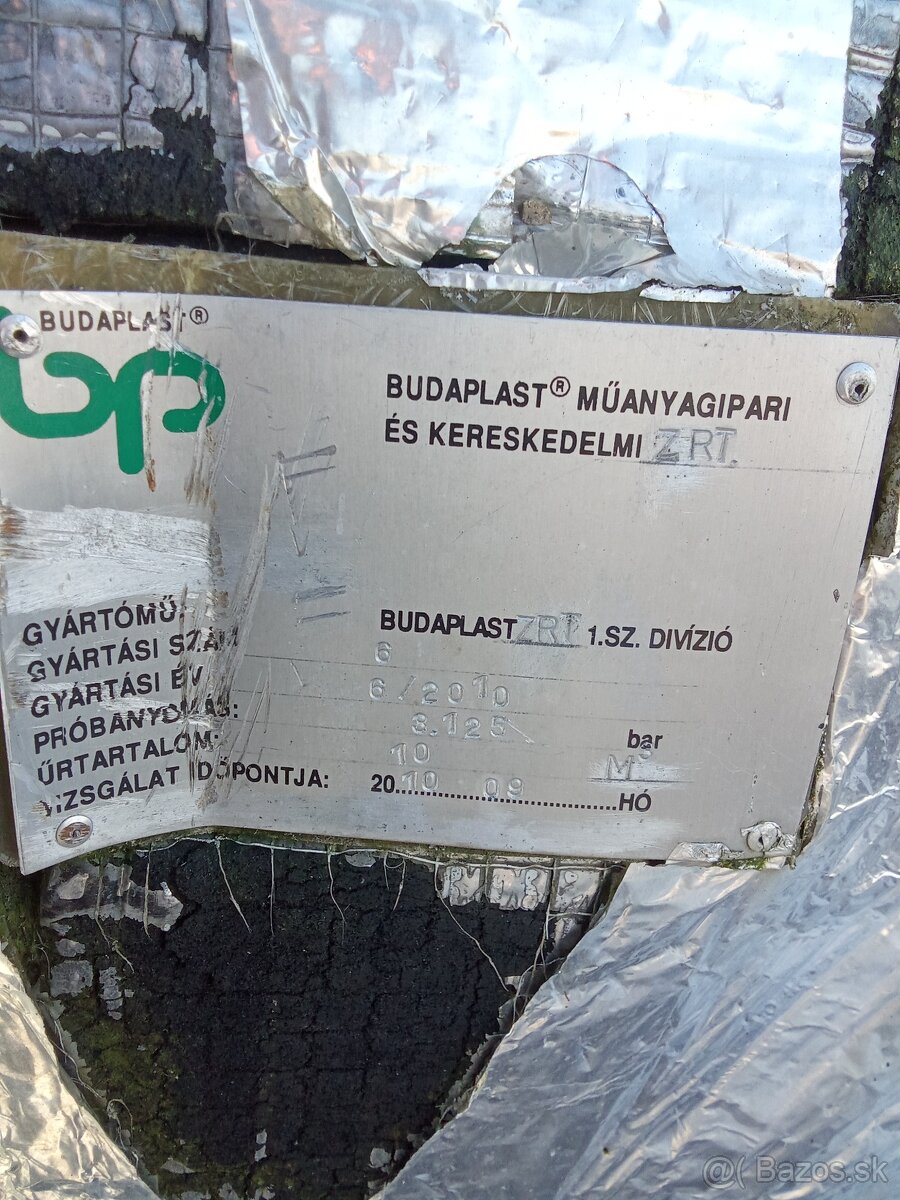 BUDAPLAST®
bp
BUDAPLAST® MŰANYAGIPARI
ÉS KERESKEDELMI ZRT.
GYÁRTÓMŰ: BUDAPLAST ZRT 1.SZ. DIVÍZIÓ
GYÁRTÁSI SZÁM 6
GYÁRTÁSI ÉV 6/2010
PRÓBANYOMÁS: 3.125 bar
ŰRTARTALOM: 10 M³
VIZSGÁLAT IDŐPONTJA: 20..10......09..................HÓ
@( Bazos.sk